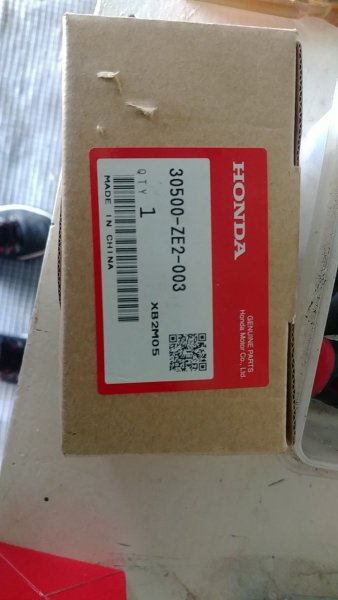 HONDA
GENUINE PARTS
Honda Motor Co., Ltd.
30500-ZE2-003
QTY 1
MADE IN CHINA
XB2M05